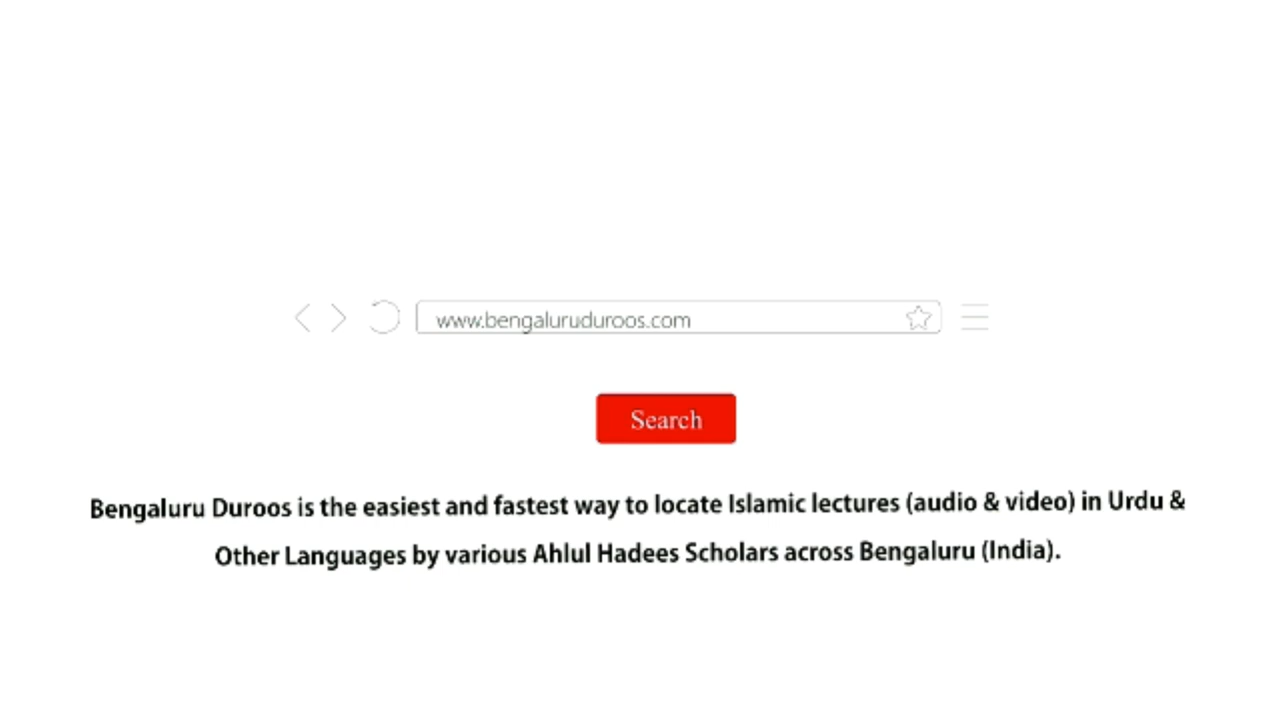 www.bengaluruduroos.com
Search
Bengaluru Duroos is the easiest and fastest way to locate Islamic lectures (audio & video) in Urdu &
Other Languages by various Ahlul Hadees Scholars across Bengaluru (India).